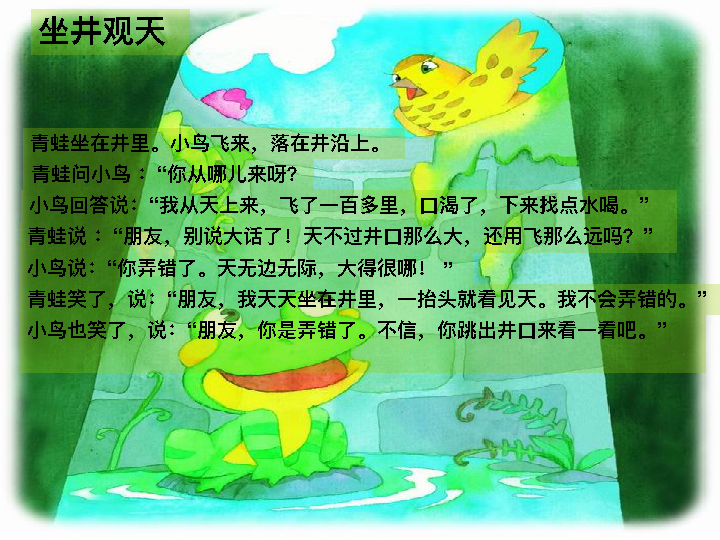 坐井观天
青蛙坐在井里。小鸟飞来，落在井沿上。
青蛙问小鸟：“你从哪儿来呀？
小鸟回答说：“我从天上来，飞了一百多里，口渴了，下来找点水喝。”
青蛙说：“朋友，别说大话了！天不过井口那么大，还用飞那么远吗？”
小鸟说：“你弄错了。天无边无际，大得很哪！ ”
青蛙笑了，说：“朋友，我天天坐在井里，一抬头就看见天。我不会弄错的。”
小鸟也笑了，说：“朋友，你是弄错了。不信，你跳出井口来看一看吧。”